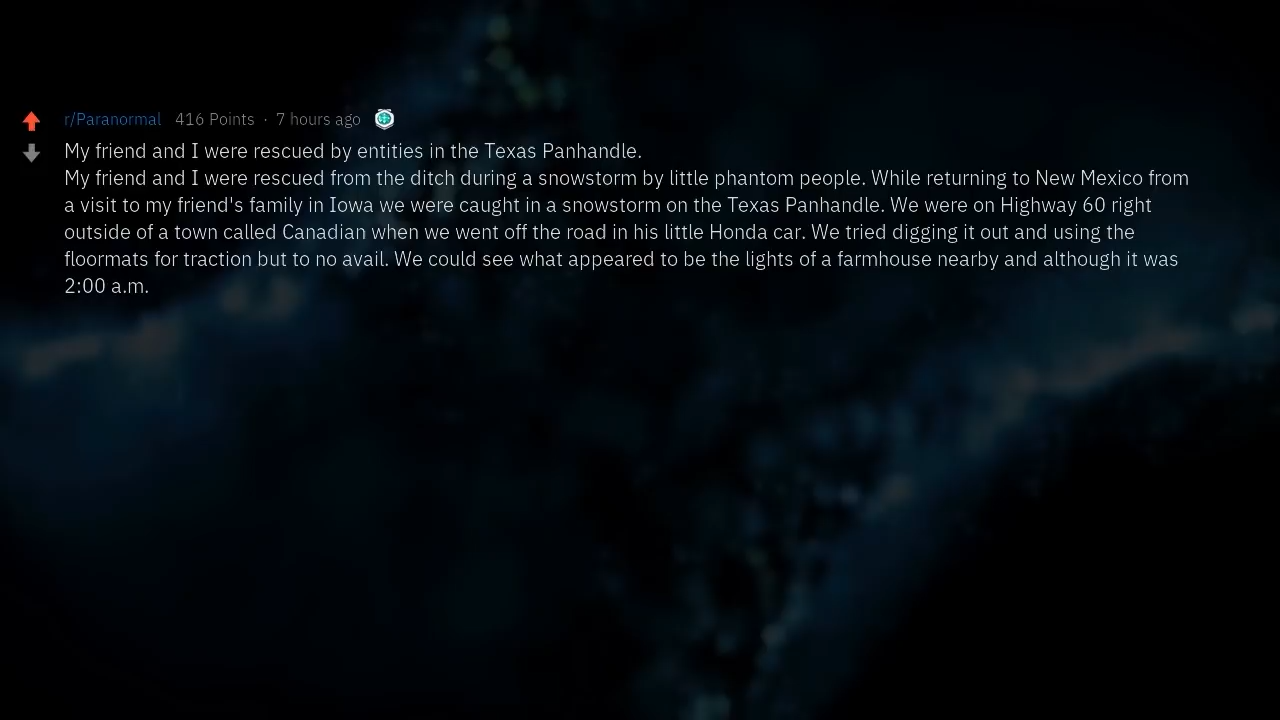 r/Paranormal 416 Points · 7 hours ago
My friend and I were rescued by entities in the Texas Panhandle.
My friend and I were rescued from the ditch during a snowstorm by little phantom people. While returning to New Mexico from
a visit to my friend's family in Iowa we were caught in a snowstorm on the Texas Panhandle. We were on Highway 60 right
outside of a town called Canadian when we went off the road in his little Honda car. We tried digging it out and using the
floormats for traction but to no avail. We could see what appeared to be the lights of a farmhouse nearby and although it was
2:00 a.m.